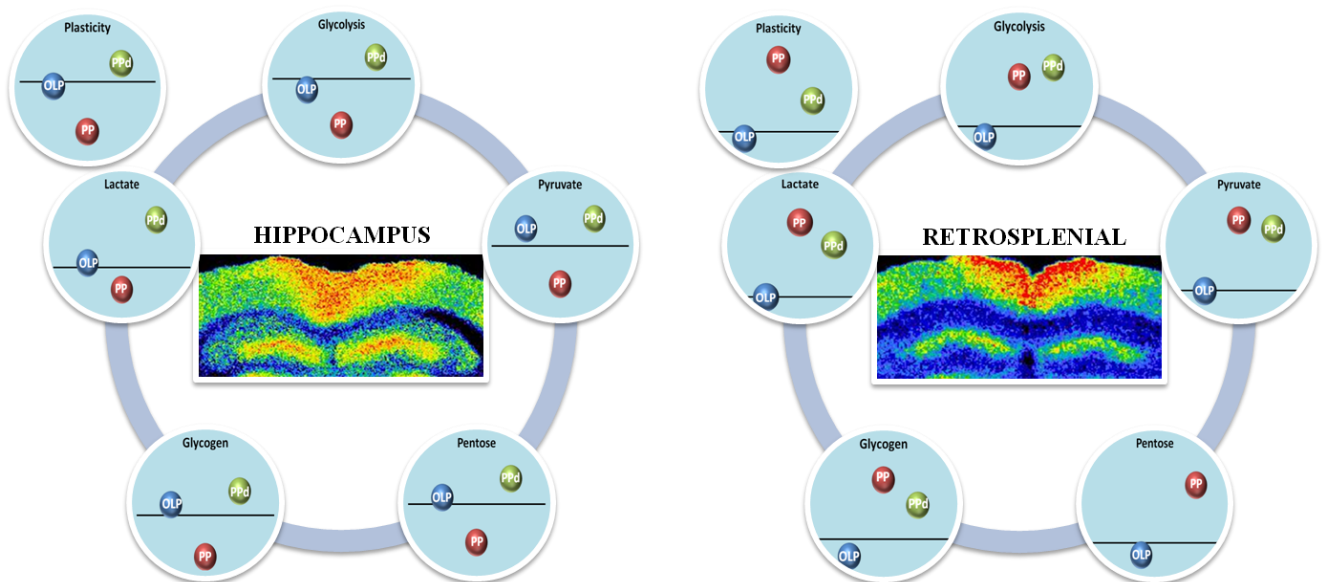 Plasticity
PPd
OLP
PP
Glycolysis
PPd
OLP
PP
Lactate
PPd
OLP
PP
Pyruvate
PPd
OLP
PP
HIPPOCAMPUS
Glycogen
PPd
OLP
PP
Pentose
PPd
OLP
PP
Plasticity
PP
PPd
OLP
Glycolysis
PP
PPd
OLP
Lactate
PP
PPd
OLP
Pyruvate
PP
PPd
OLP
RETROSPLENIAL
Glycogen
PP
PPd
OLP
Pentose
PP
OLP